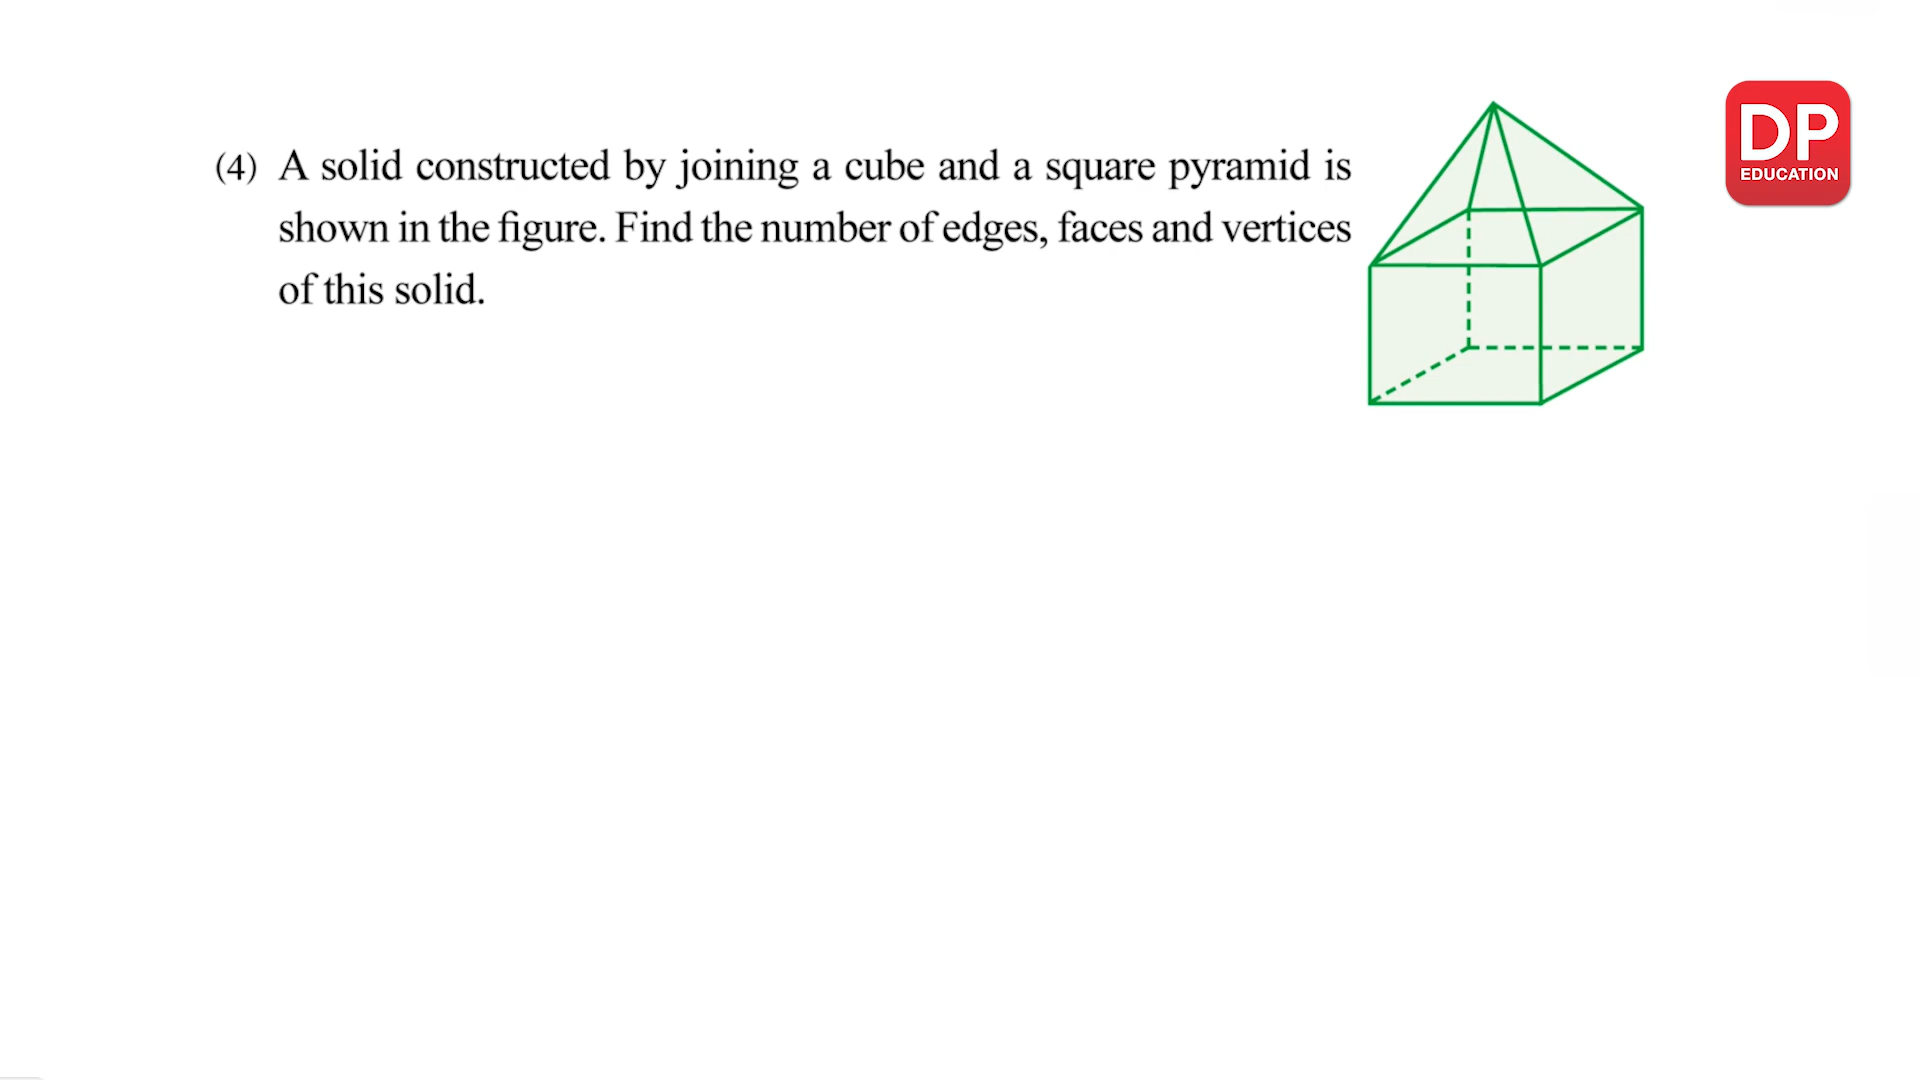 (4) A solid constructed by joining a cube and a square pyramid is
shown in the figure. Find the number of edges, faces and vertices
of this solid.
DP
EDUCATION